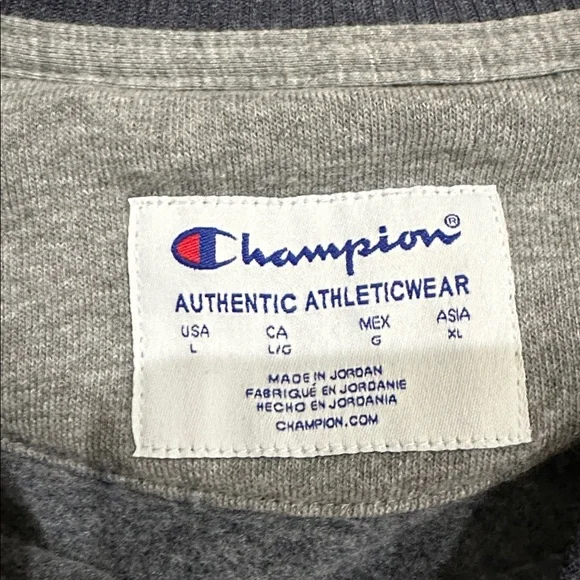 Champion®
AUTHENTIC ATHLETICWEAR
USA CA MEX ASIA
L L/G G XL
MADE IN JORDAN
FABRIQUÉ EN JORDANIE
HECHO EN JORDANIA
CHAMPION.COM